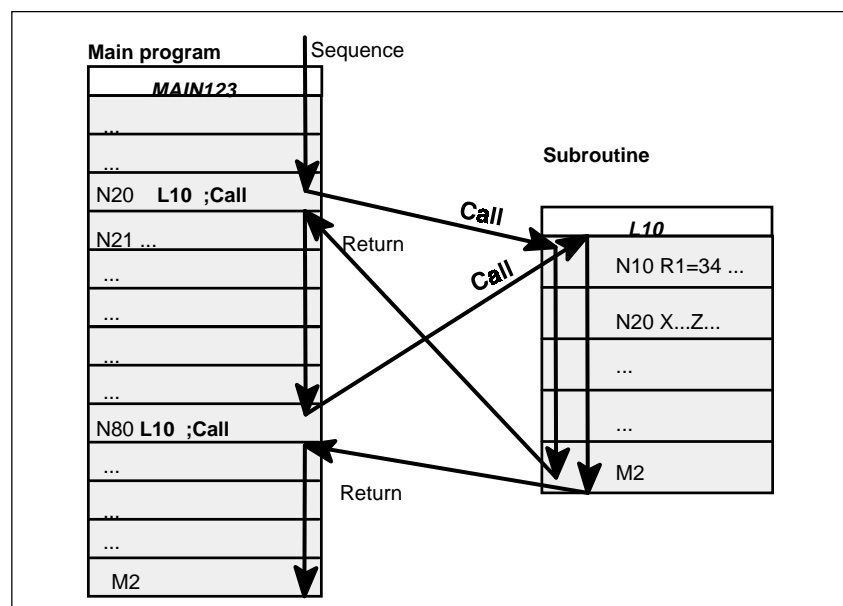 Main program
Sequence
MAIN123
...
...
N20 L10 ;Call
N21 ...
...
...
...
...
N80 L10 ;Call
...
...
...
M2
Call
Return
Call
Return
Subroutine
L10
N10 R1=34 ...
N20 X...Z...
...
...
M2